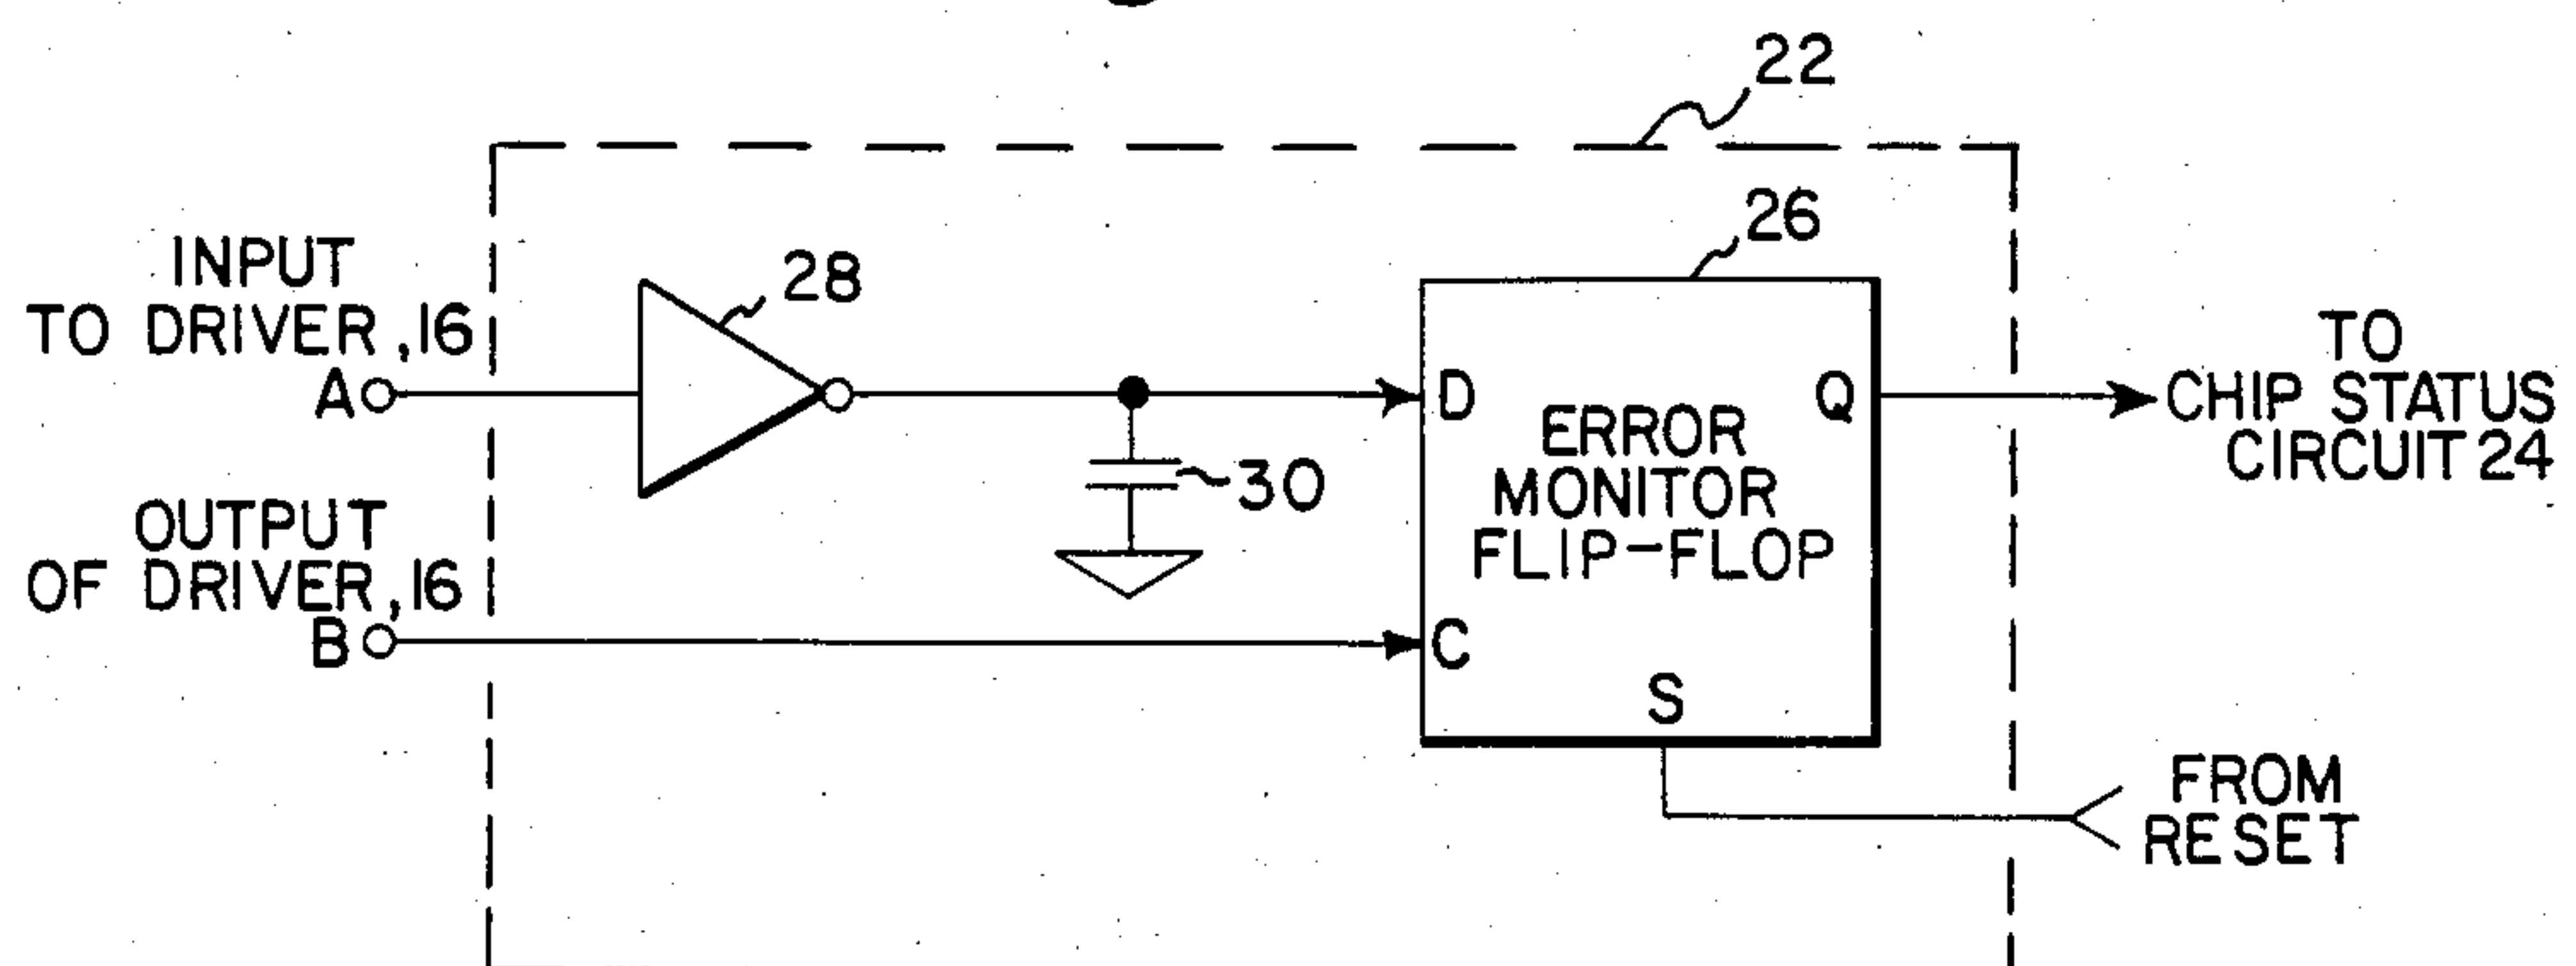 22
26
INPUT
TO DRIVER,16
A
28
D
Q
TO
CHIP STATUS
CIRCUIT 24
ERROR
MONITOR
FLIP-FLOP
30
OUTPUT
OF DRIVER,16
B
C
S
FROM
RESET